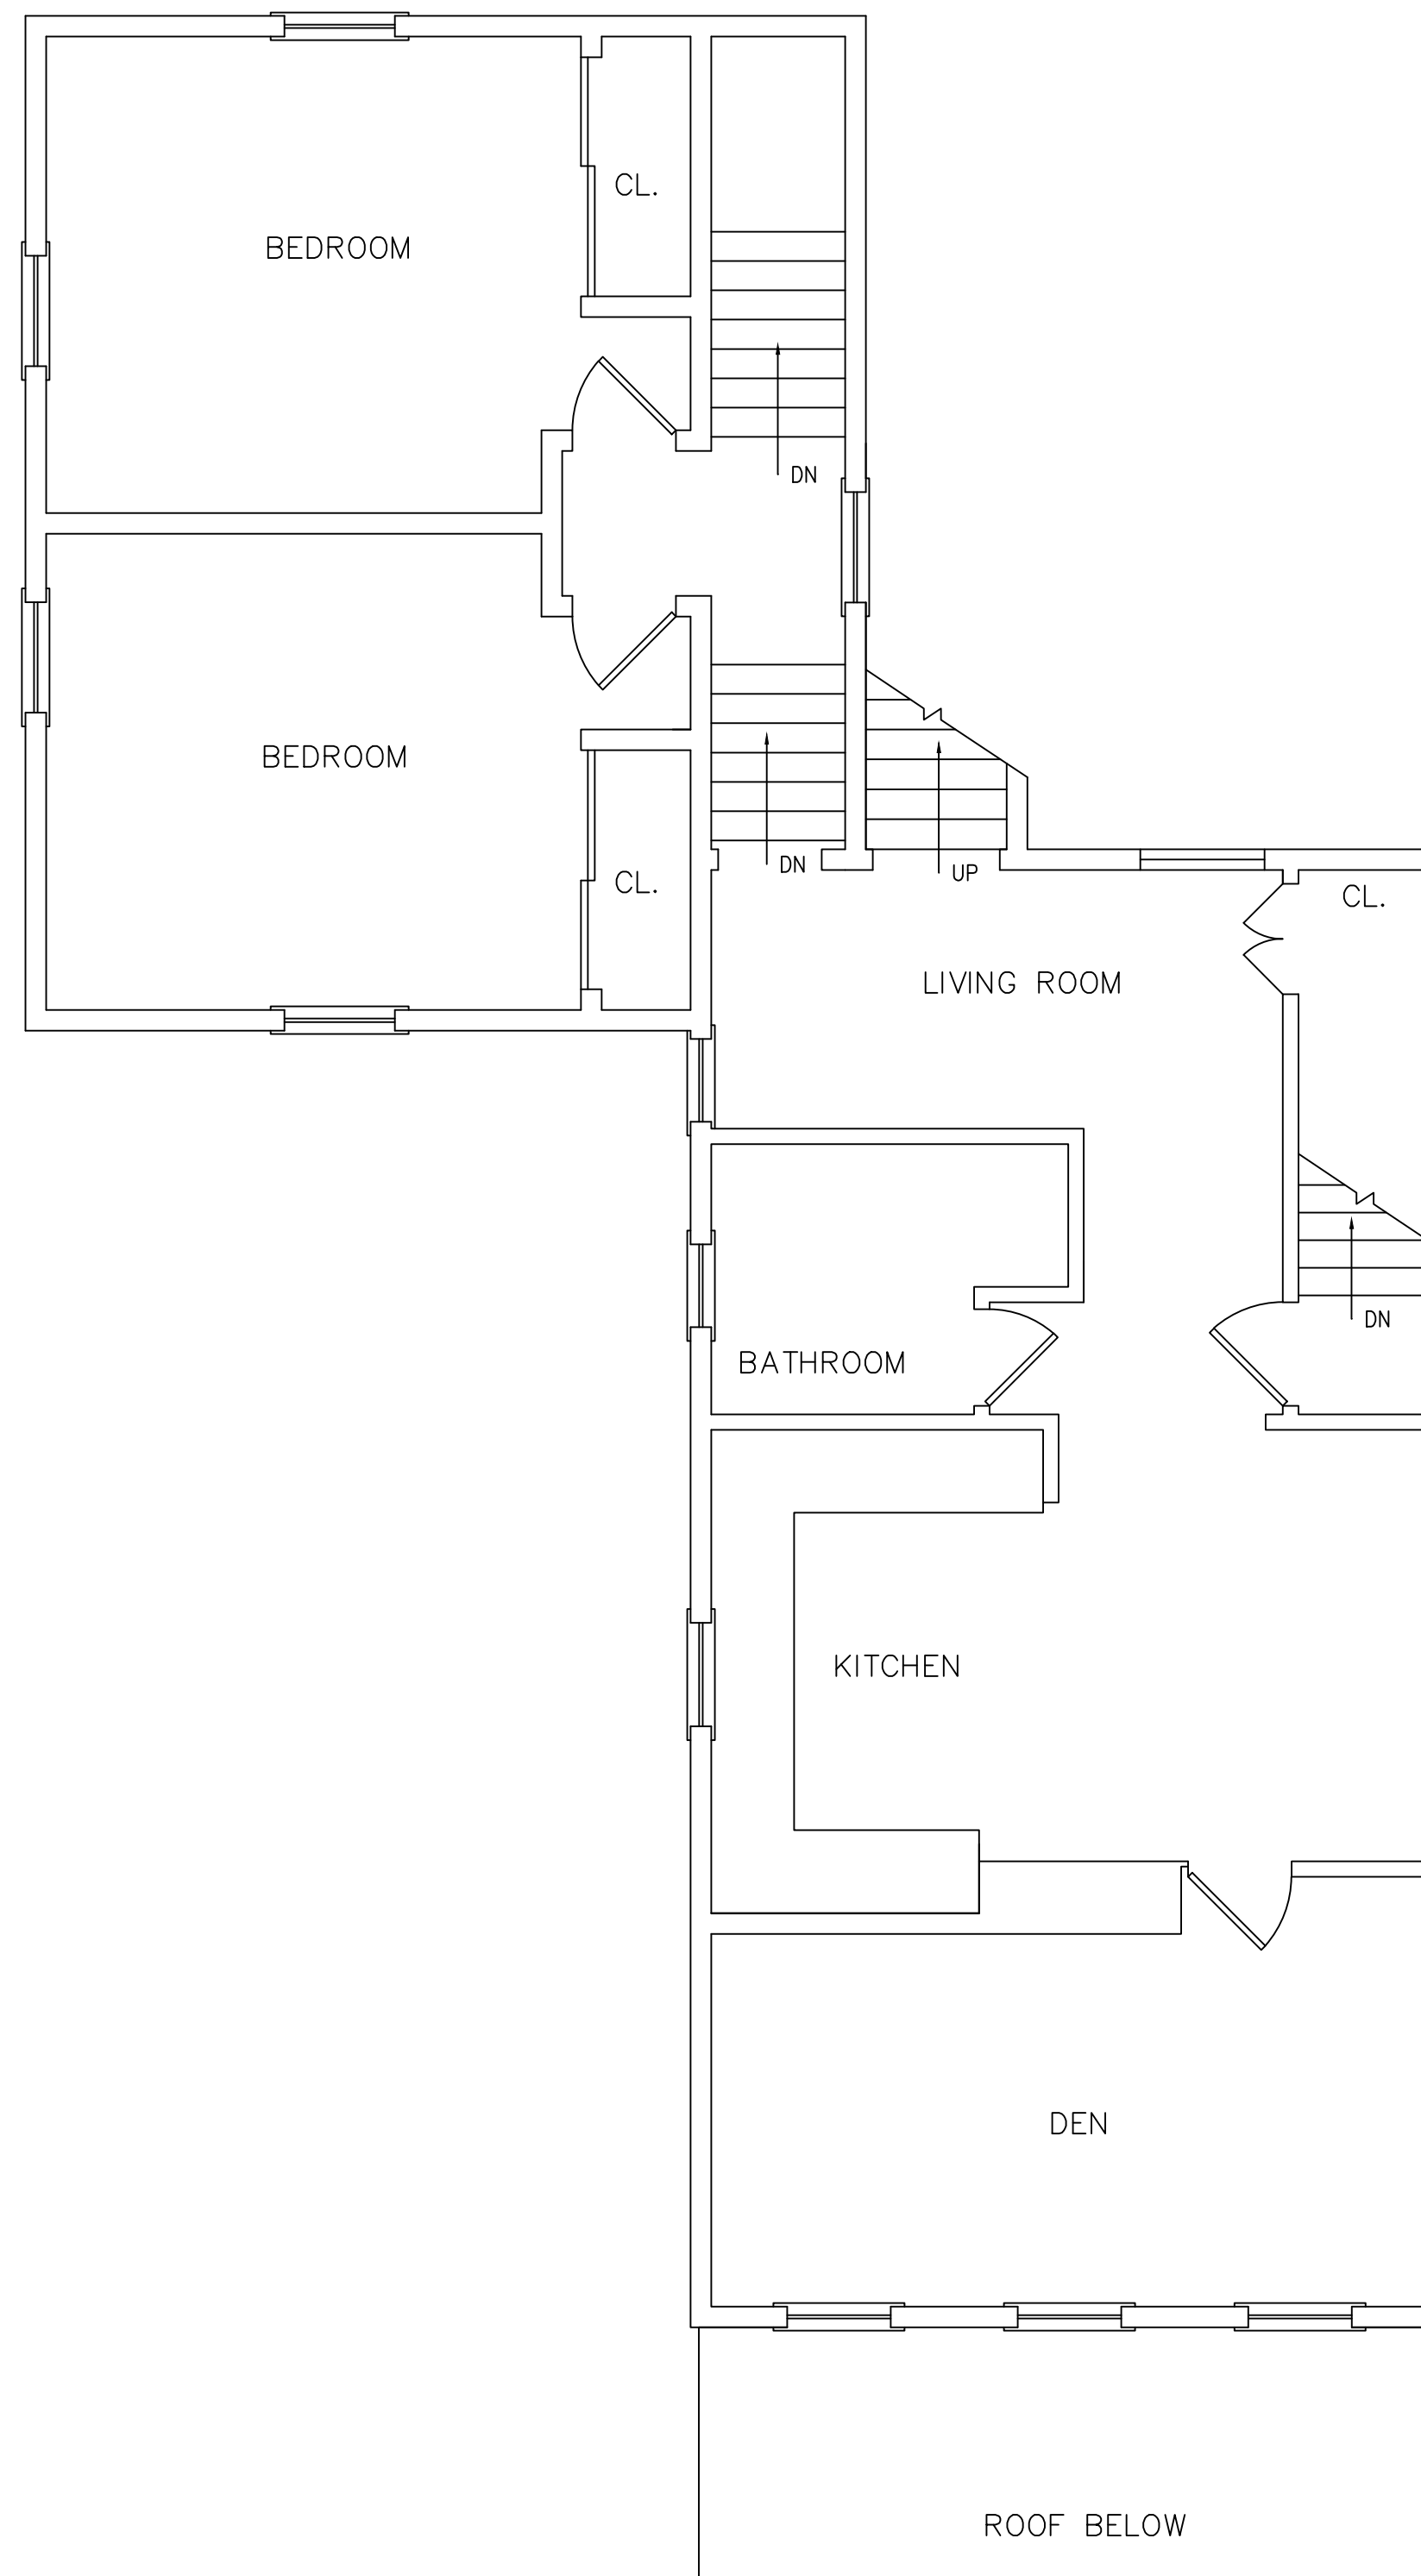 CL.
BEDROOM
DN
BEDROOM
DN
UP
CL.
CL.
LIVING ROOM
DN
BATHROOM
KITCHEN
DEN
ROOF BELOW